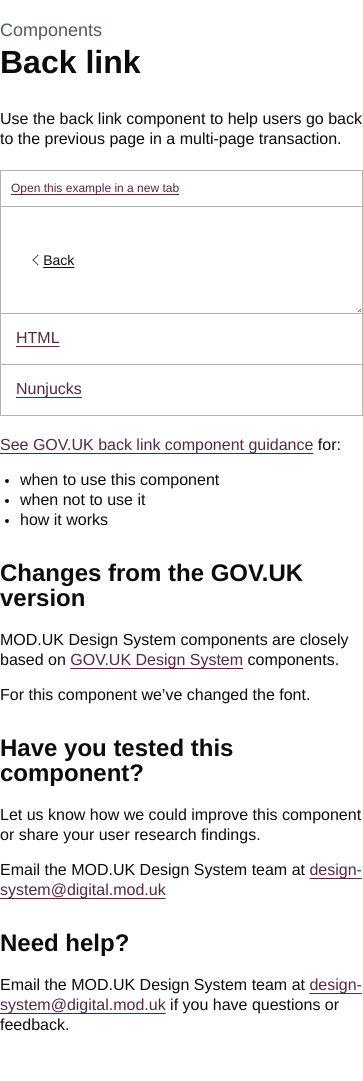 Components
Back link
Use the back link component to help users go back
to the previous page in a multi-page transaction.
Open this example in a new tab
Back
HTML
Nunjucks
See GOV.UK back link component guidance for:
• when to use this component
• when not to use it
• how it works
Changes from the GOV.UK
version
MOD.UK Design System components are closely
based on GOV.UK Design System components.
For this component we’ve changed the font.
Have you tested this
component?
Let us know how we could improve this component
or share your user research findings.
Email the MOD.UK Design System team at design-
system@digital.mod.uk
Need help?
Email the MOD.UK Design System team at design-
system@digital.mod.uk if you have questions or
feedback.